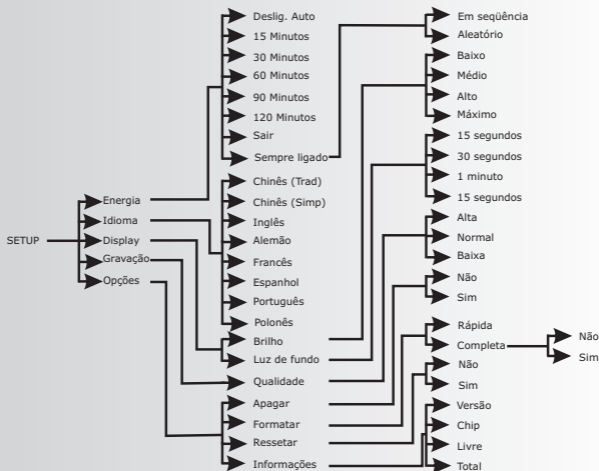 SETUP
Energia
Idioma
Display
Gravação
Opções
Deslig. Auto
15 Minutos
30 Minutos
60 Minutos
90 Minutos
120 Minutos
Sair
Sempre ligado
Chinês (Trad)
Chinês (Simp)
Inglês
Alemão
Francês
Espanhol
Português
Polonês
Brilho
Luz de fundo
Qualidade
Apagar
Formatar
Ressetar
Informações
Em seqüência
Aleatório
Baixo
Médio
Alto
Máximo
15 segundos
30 segundos
1 minuto
15 segundos
Alta
Normal
Baixa
Não
Sim
Rápida
Completa
Não
Sim
Versão
Chip
Livre
Total
Não
Sim